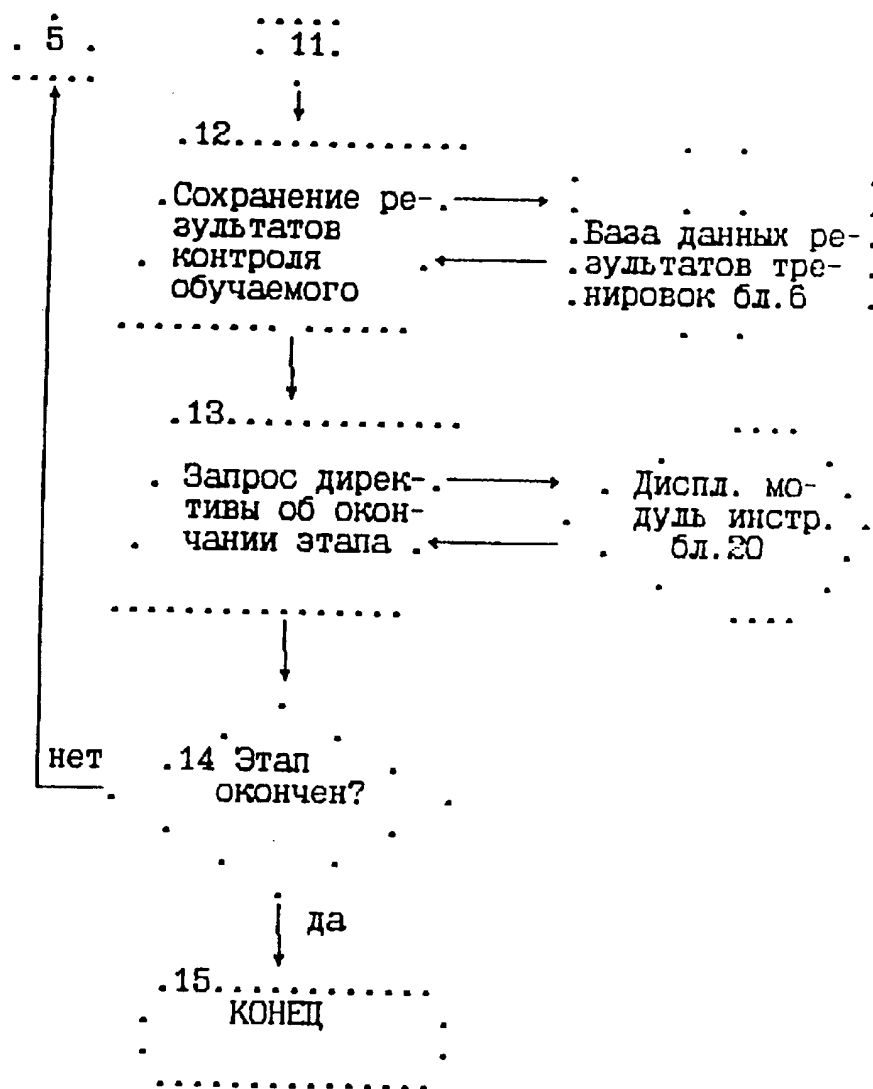 5
11.
.12.............
Сохранение ре-
зультатов
контроля
обучаемого
База данных ре-
зультатов тре-
нировок бл.6
.13.............
Запрос дирек-
тивы об окон-
чании этапа
Диспл. мо-
дуль инстр.
бл.20
нет
.14 Этап
окончен?
да
.15............
КОНЕЦ